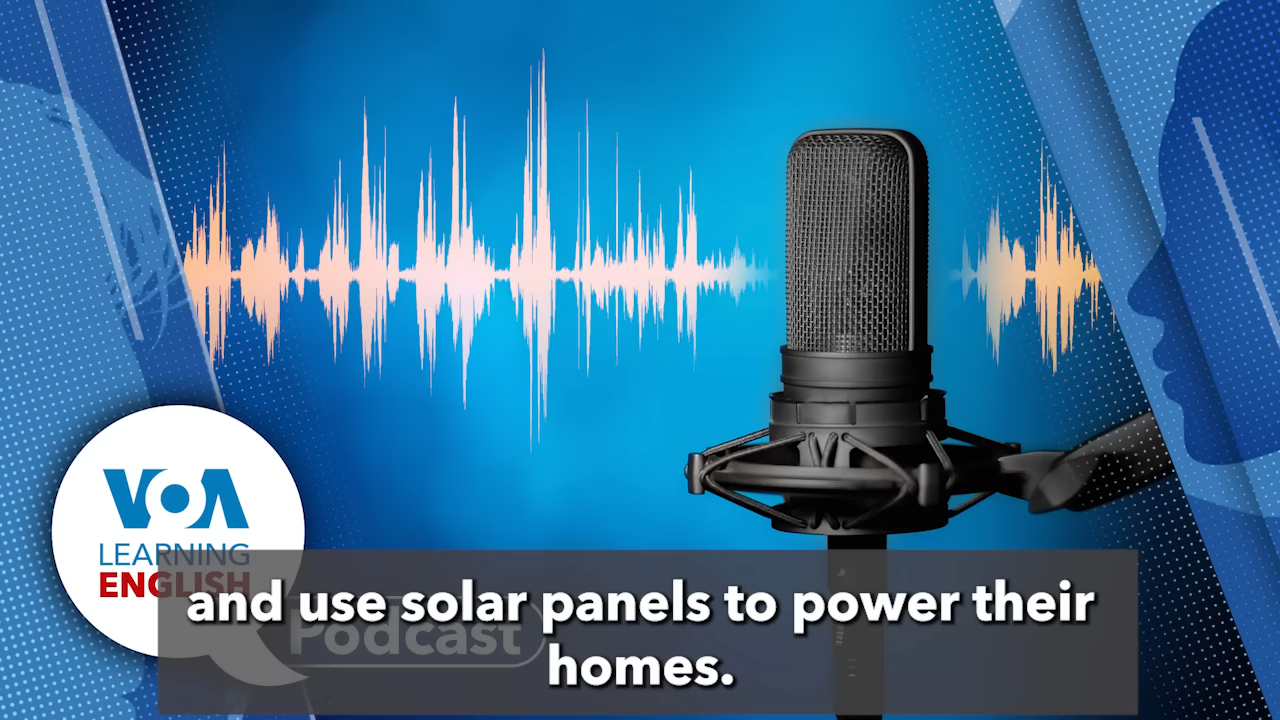 VOA
LEARNING
ENGLISH
Podcast
and use solar panels to power their
homes.